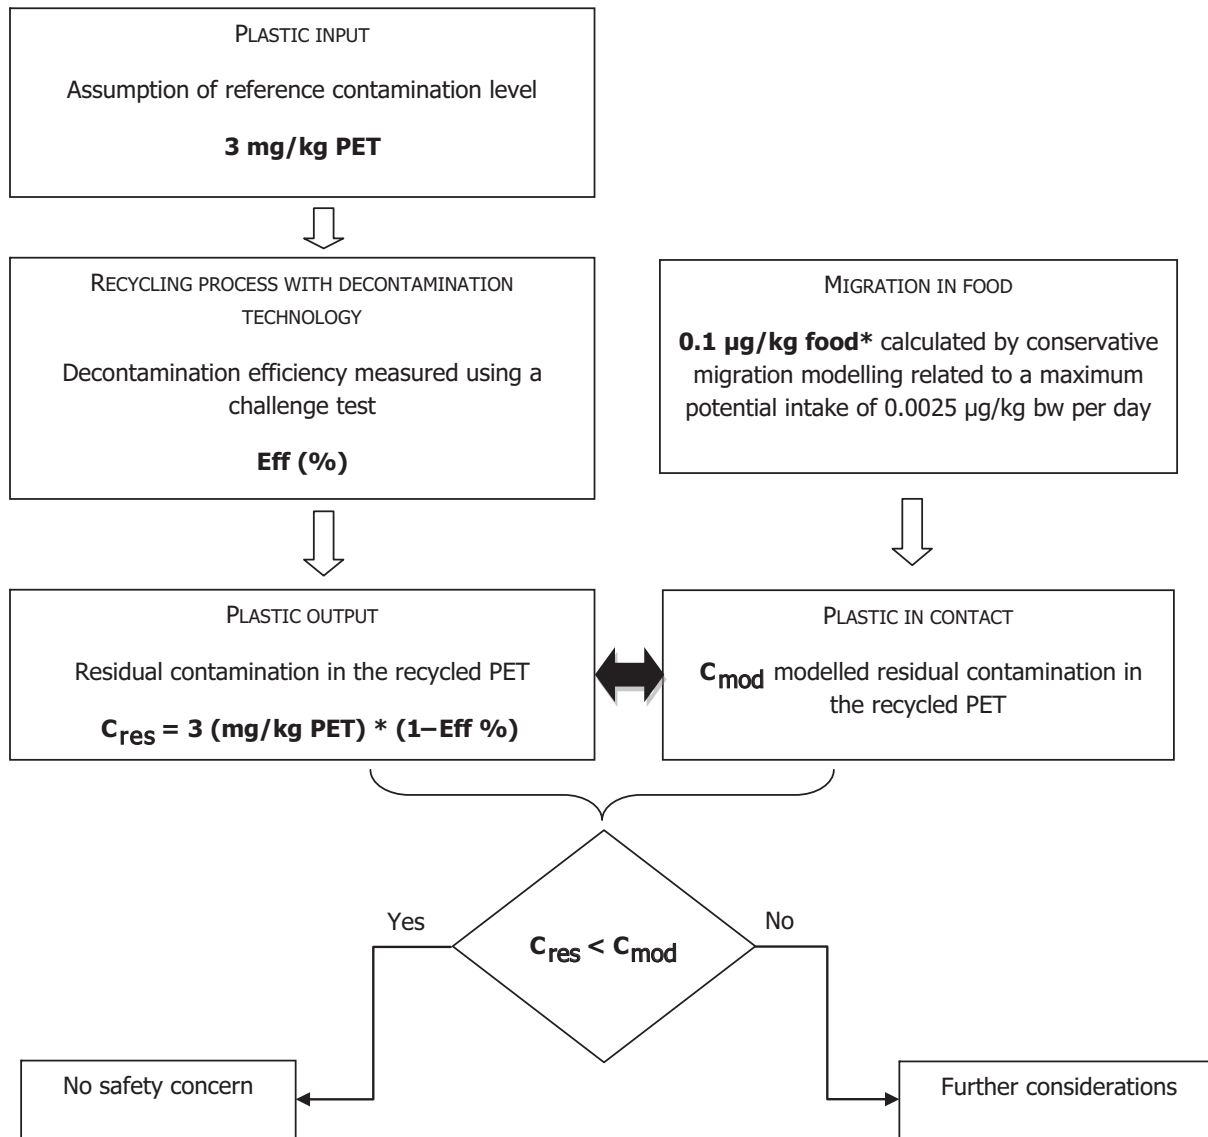 PLASTIC INPUT
Assumption of reference contamination level
3 mg/kg PET
RECYCLING PROCESS WITH DECONTAMINATION
TECHNOLOGY
Decontamination efficiency measured using a
challenge test
Eff (%)
MIGRATION IN FOOD
0.1 µg/kg food* calculated by conservative
migration modelling related to a maximum
potential intake of 0.0025 µg/kg bw per day
PLASTIC OUTPUT
Residual contamination in the recycled PET
Cres = 3 (mg/kg PET) * (1–Eff %)
PLASTIC IN CONTACT
Cmod modelled residual contamination in
the recycled PET
Yes
No
Cres < Cmod
No safety concern
Further considerations